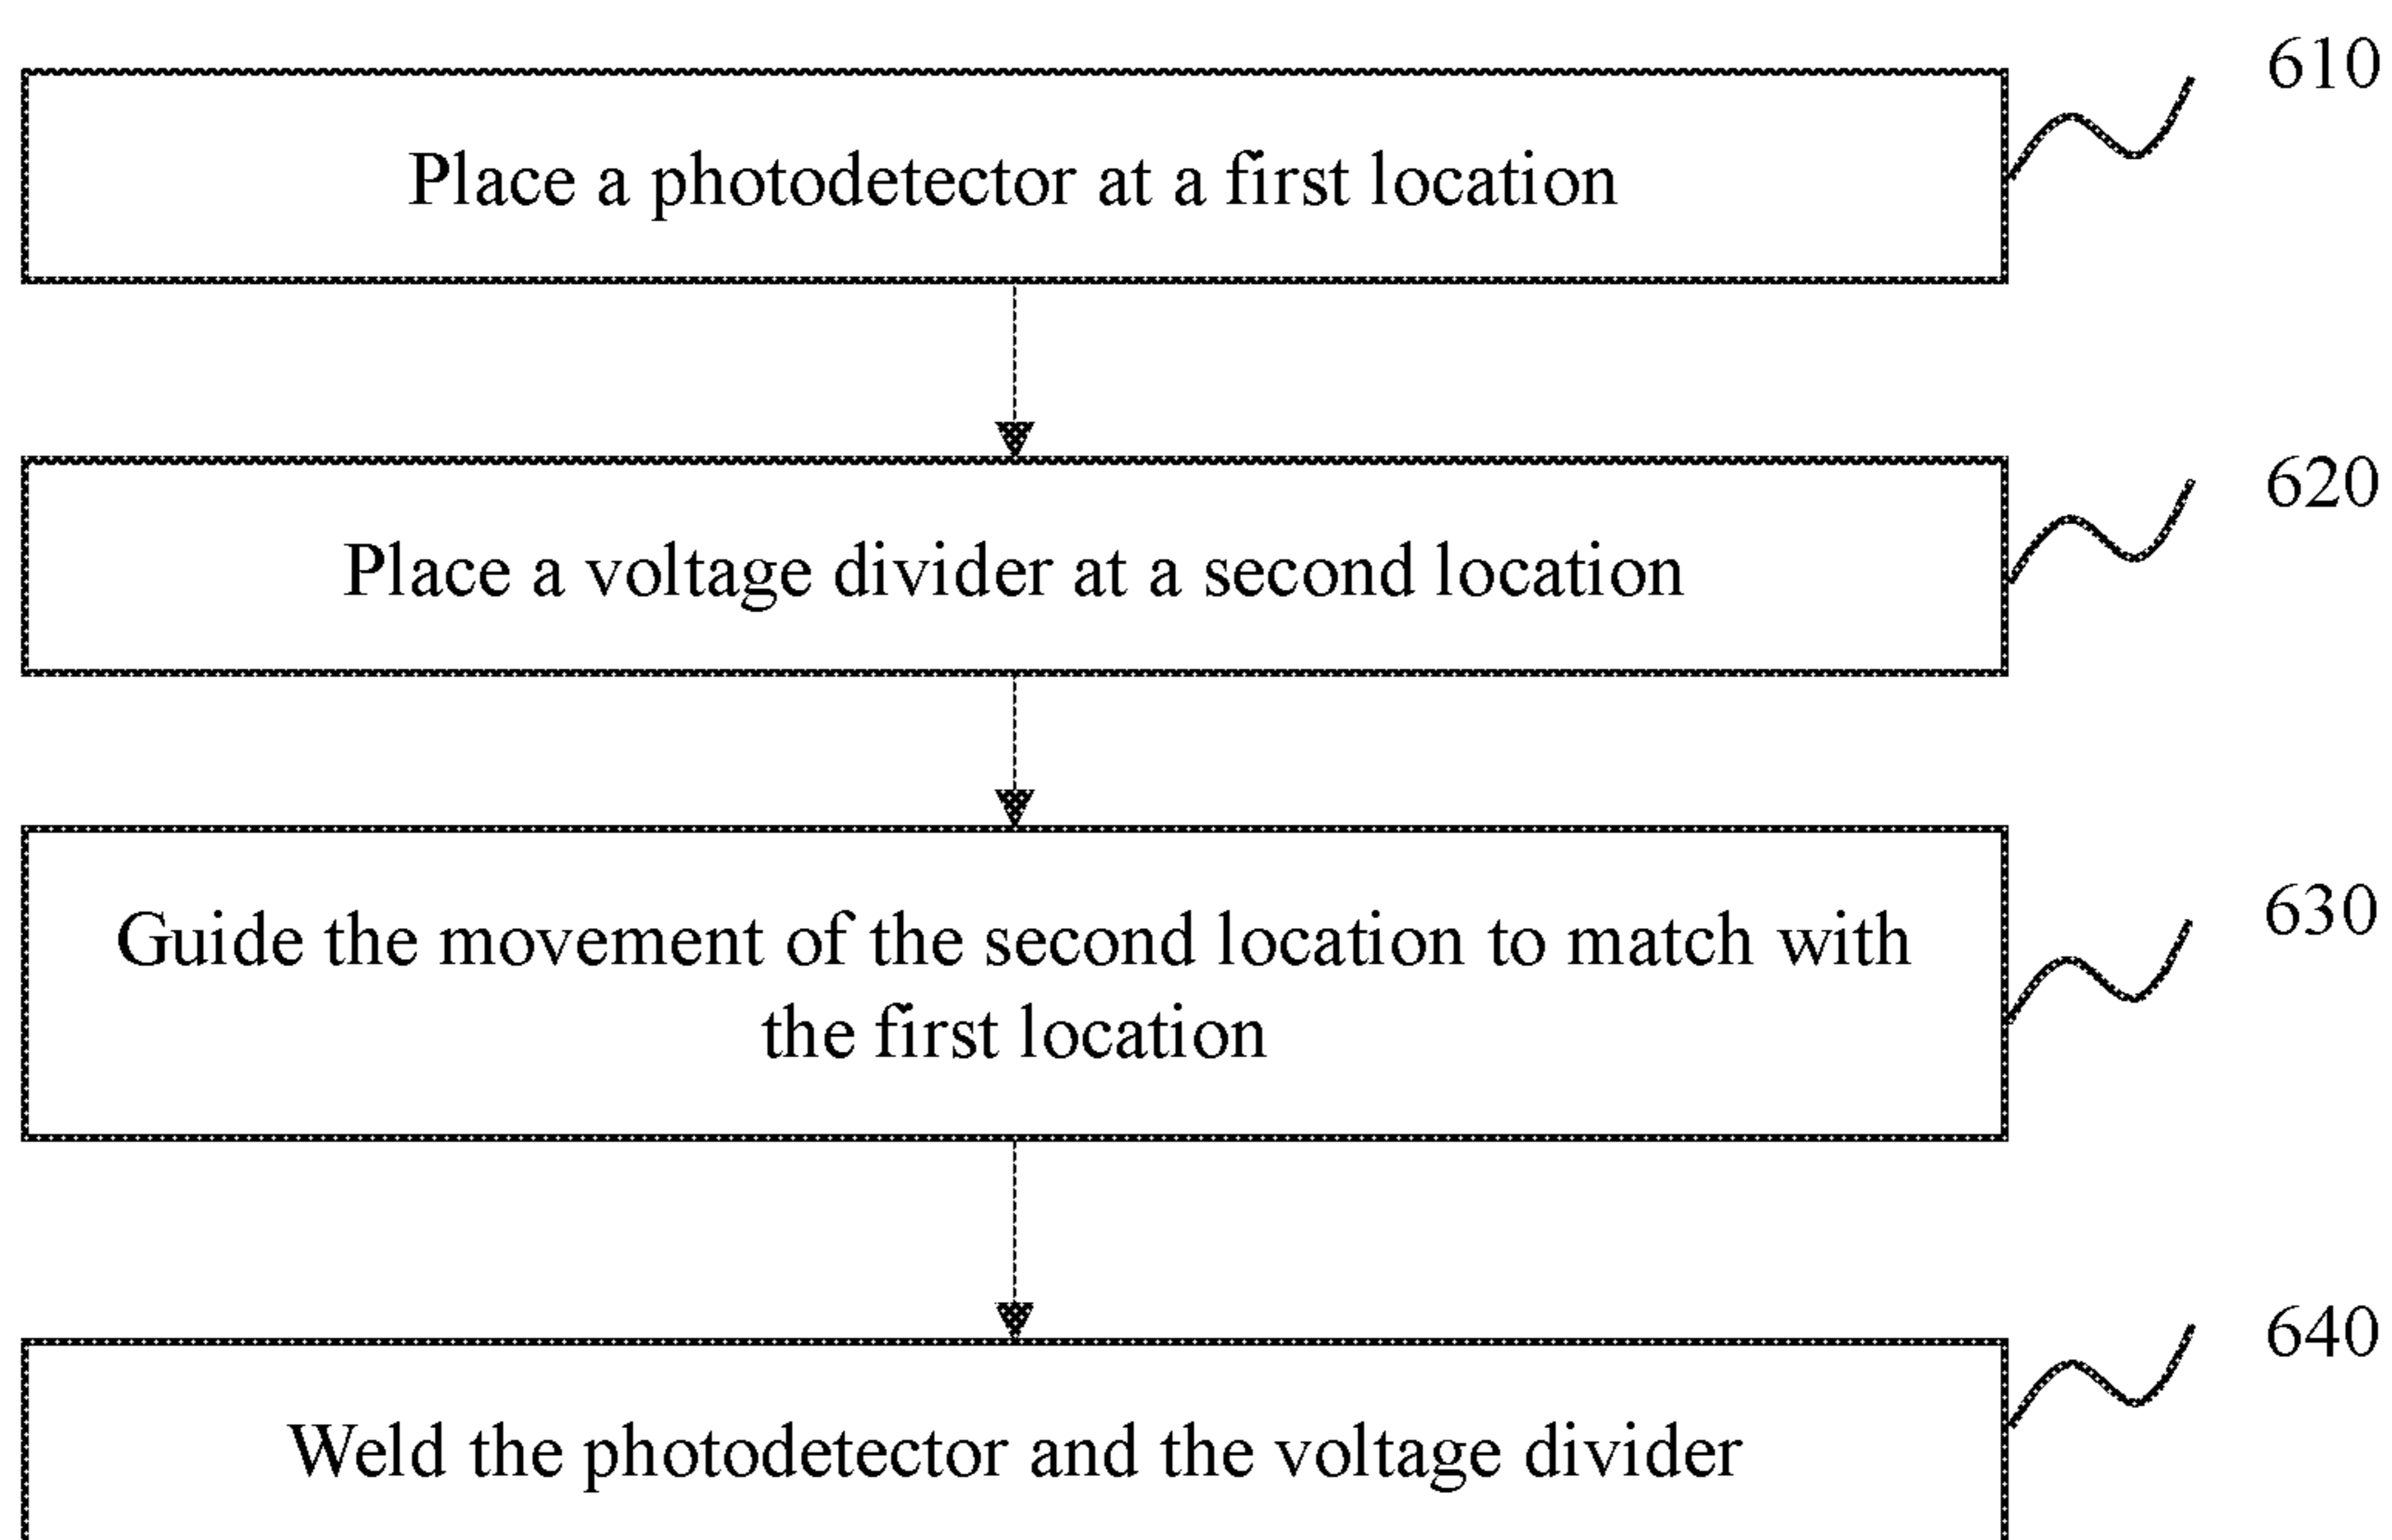 610
Place a photodetector at a first location
620
Place a voltage divider at a second location
630
Guide the movement of the second location to match with
the first location
640
Weld the photodetector and the voltage divider